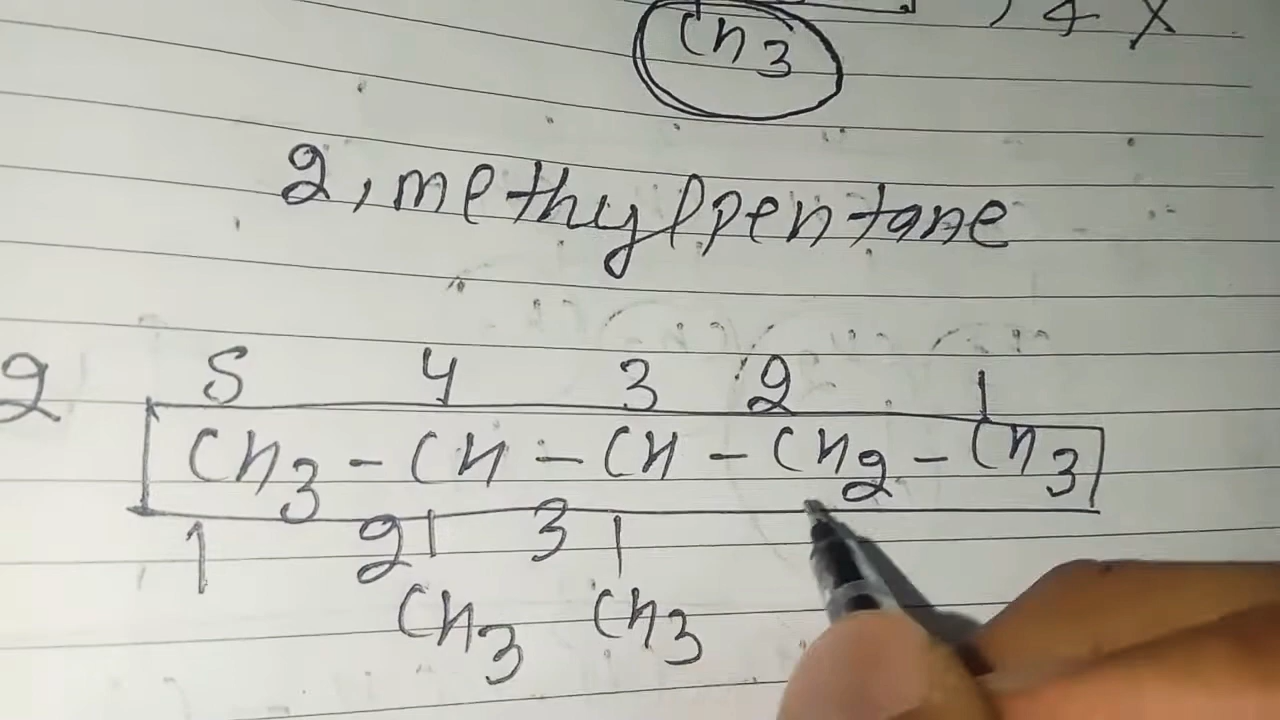 CH3 , 4 X
2, methylpentane
2 5 4 3 2 1
CH3 - CH - CH - CH2 - CH3
1 2 | 3 |
CH3 CH3